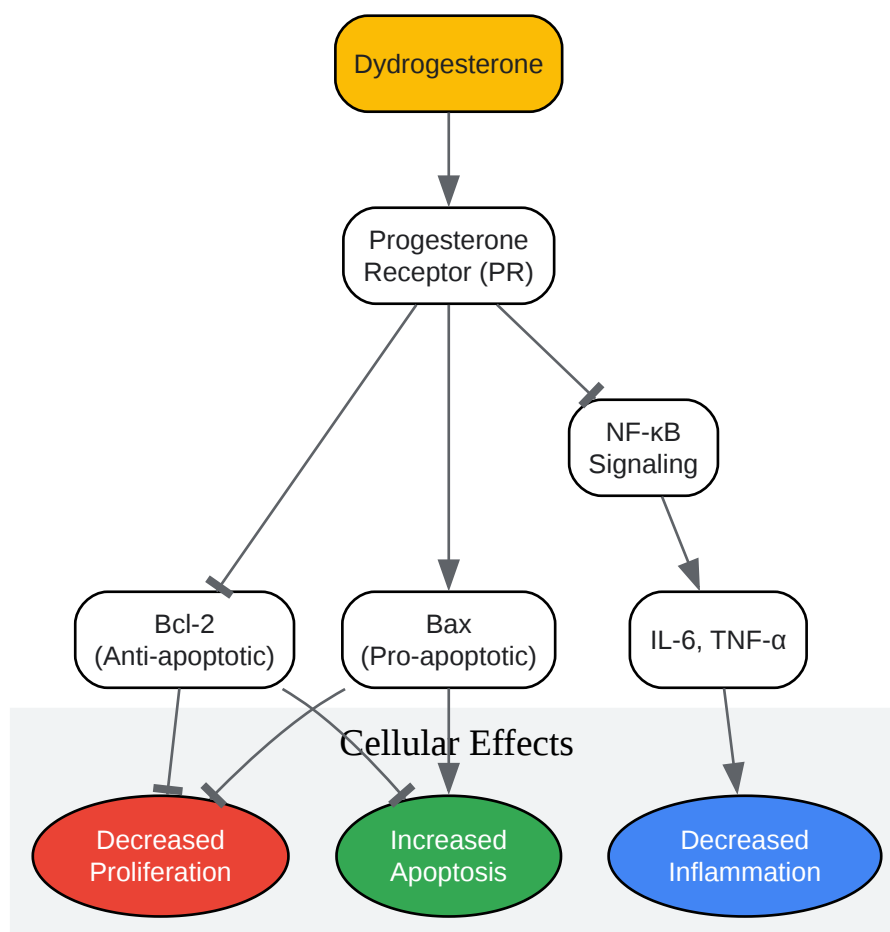 Dydrogesterone
Progesterone
Receptor (PR)
NF-κB
Signaling
Bcl-2
(Anti-apoptotic)
Bax
(Pro-apoptotic)
IL-6, TNF-α
Cellular Effects
Decreased
Proliferation
Increased
Apoptosis
Decreased
Inflammation